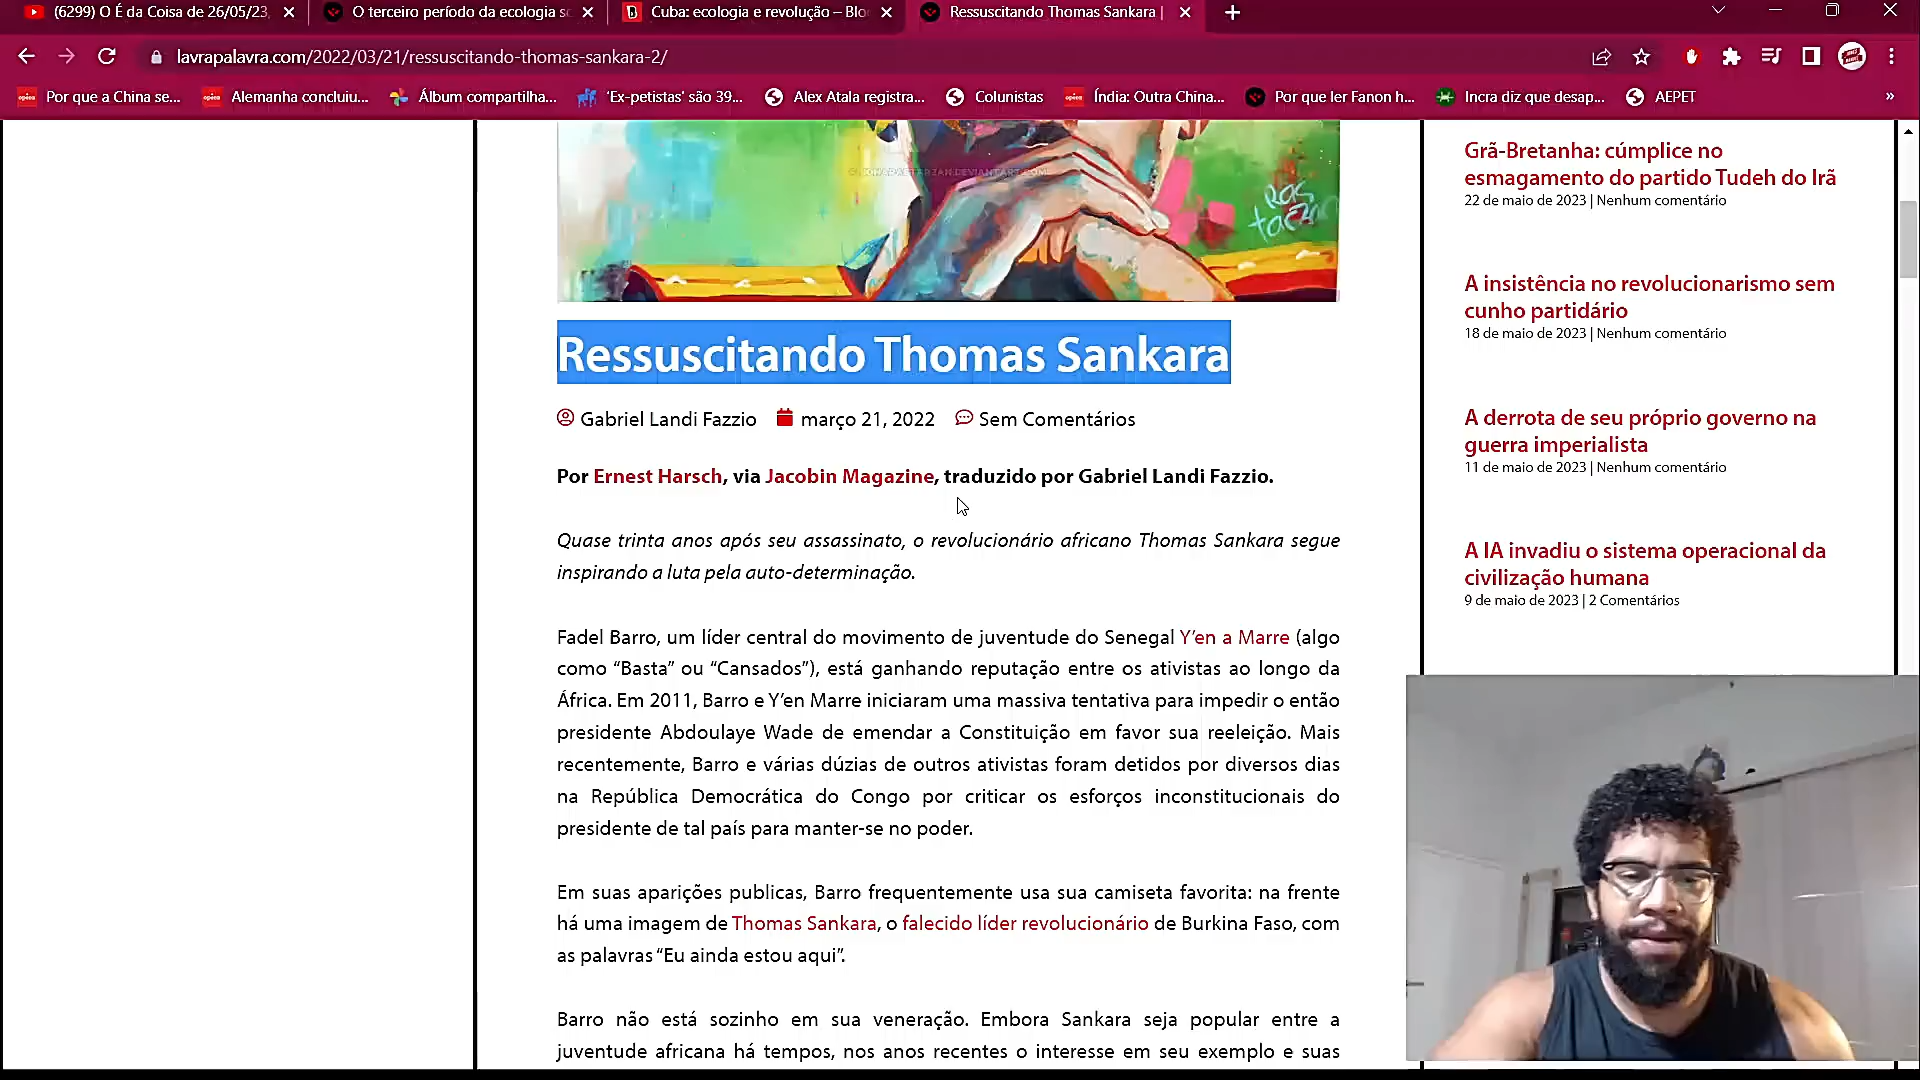 (6299) O É da Coisa de 26/05/23,
O terceiro período da ecologia so
Cuba: ecologia e revolução – Blo
Ressuscitando Thomas Sankara |
lavrapalavra.com/2022/03/21/ressuscitando-thomas-sankara-2/
Por que a China se...
Alemanha concluiu...
Álbum compartilha...
'Ex-petistas' são 39...
Alex Atala registra...
Colunistas
Índia: Outra China...
Por que ler Fanon h...
Incra diz que desap...
AEPET
»
Ressuscitando Thomas Sankara
Gabriel Landi Fazzio março 21, 2022 Sem Comentários
Por Ernest Harsch, via Jacobin Magazine, traduzido por Gabriel Landi Fazzio.
Quase trinta anos após seu assassinato, o revolucionário africano Thomas Sankara segue
inspirando a luta pela auto-determinação.
Fadel Barro, um líder central do movimento de juventude do Senegal Y’en a Marre (algo
como “Basta” ou “Cansados”), está ganhando reputação entre os ativistas ao longo da
África. Em 2011, Barro e Y’en Marre iniciaram uma massiva tentativa para impedir o então
presidente Abdoulaye Wade de emendar a Constituição em favor sua reeleição. Mais
recentemente, Barro e várias dúzias de outros ativistas foram detidos por diversos dias
na República Democrática do Congo por criticar os esforços inconstitucionais do
presidente de tal país para manter-se no poder.
Em suas aparições publicas, Barro frequentemente usa sua camiseta favorita: na frente
há uma imagem de Thomas Sankara, o falecido líder revolucionário de Burkina Faso, com
as palavras “Eu ainda estou aqui”.
Barro não está sozinho em sua veneração. Embora Sankara seja popular entre a
juventude africana há tempos, nos anos recentes o interesse em seu exemplo e suas
Grã-Bretanha: cúmplice no
esmagamento do partido Tudeh do Irã
22 de maio de 2023 | Nenhum comentário
A insistência no revolucionarismo sem
cunho partidário
18 de maio de 2023 | Nenhum comentário
A derrota de seu próprio governo na
guerra imperialista
11 de maio de 2023 | Nenhum comentário
A IA invadiu o sistema operacional da
civilização humana
9 de maio de 2023 | 2 Comentários